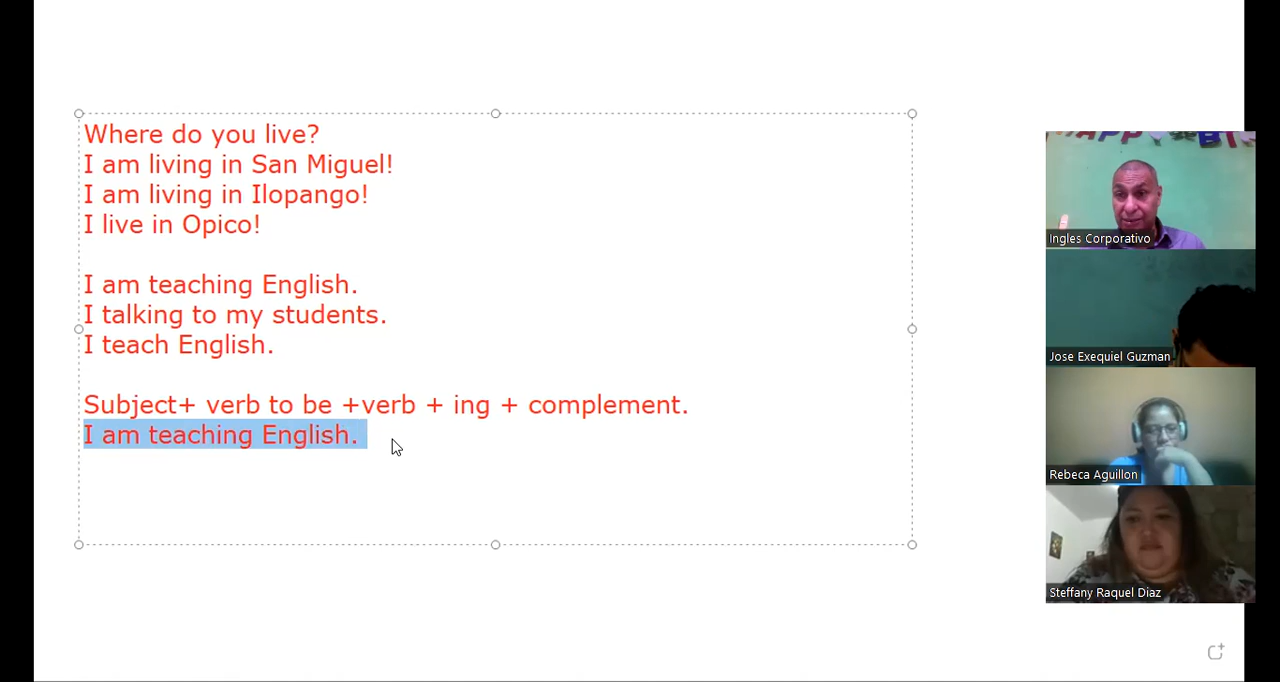 Where do you live?
I am living in San Miguel!
I am living in Ilopango!
I live in Opico!
I am teaching English.
I talking to my students.
I teach English.
Subject+ verb to be +verb + ing + complement.
I am teaching English.
Ingles Corporativo
Jose Exequiel Guzman
Rebeca Aguillon
Steffany Raquel Diaz